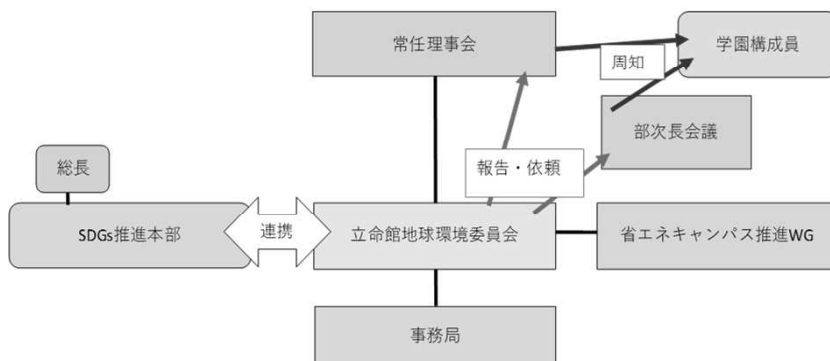 常任理事会
学園構成員
周知
部次長会議
報告・依頼
総長
SDGs推進本部
連携
立命館地球環境委員会
省エネキャンパス推進WG
事務局